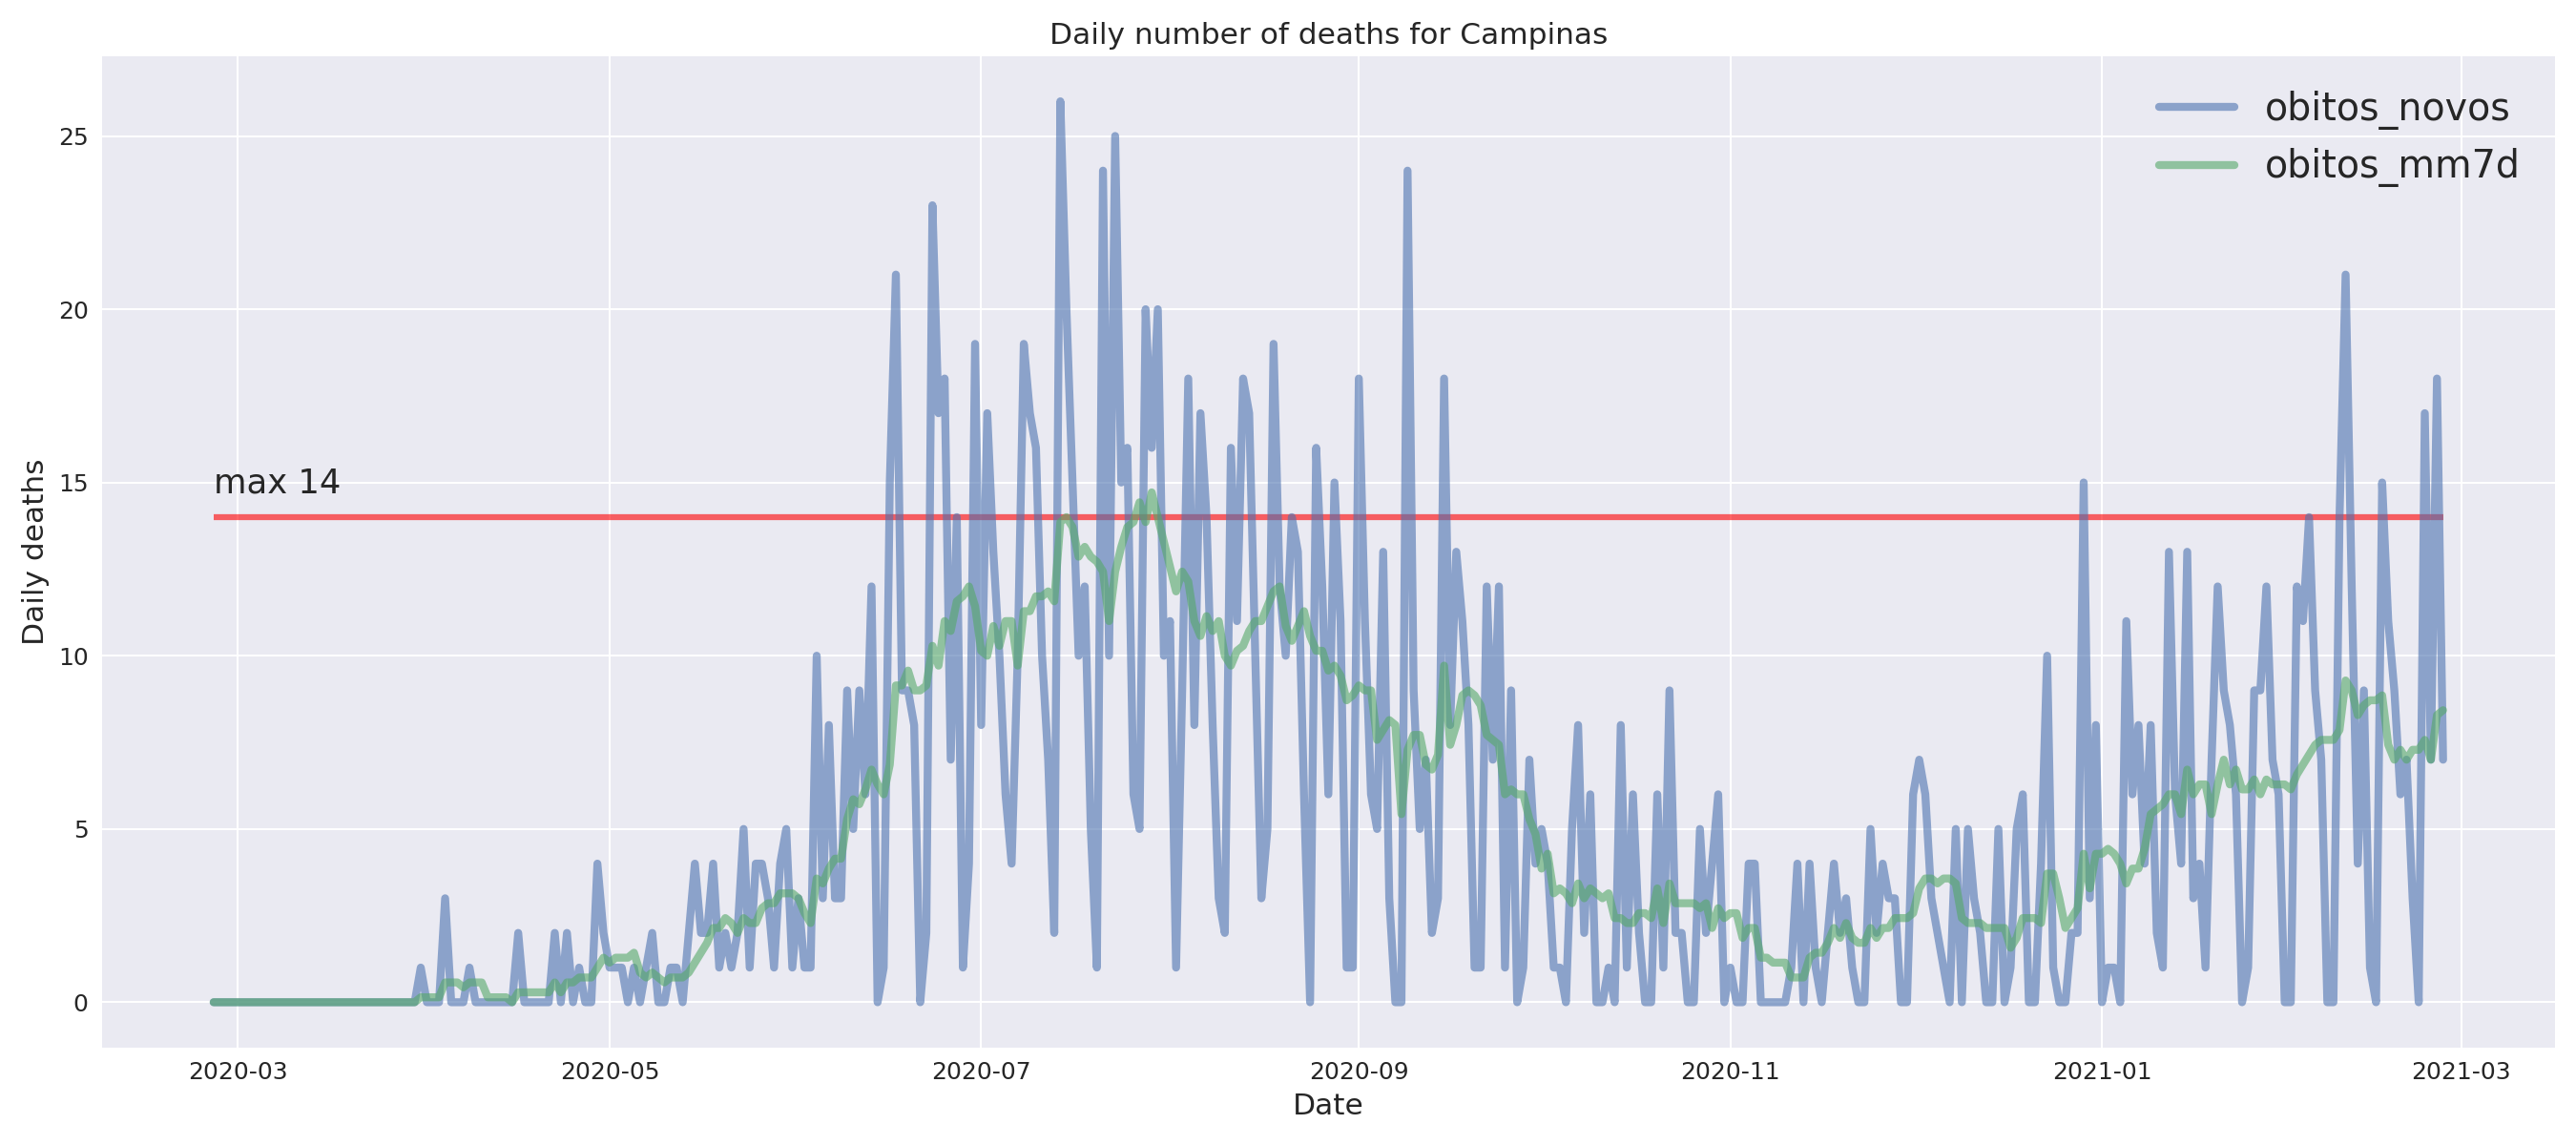 Daily number of deaths for Campinas
obitos_novos
obitos_mm7d
max 14
Daily deaths
25
20
15
10
5
0
2020-03
2020-05
2020-07
2020-09
2020-11
2021-01
2021-03
Date